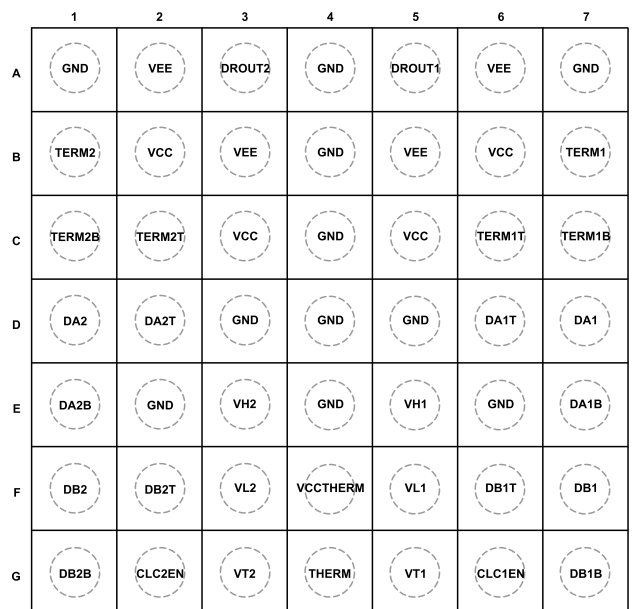 1 2 3 4 5 6 7
A GND VEE DROUT2 GND DROUT1 VEE GND
B TERM2 VCC VEE GND VEE VCC TERM1
C TERM2B TERM2T VCC GND VCC TERM1T TERM1B
D DA2 DA2T GND GND GND DA1T DA1
E DA2B GND VH2 GND VH1 GND DA1B
F DB2 DB2T VL2 VCCTHERM VL1 DB1T DB1
G DB2B CLC2EN VT2 THERM VT1 CLC1EN DB1B